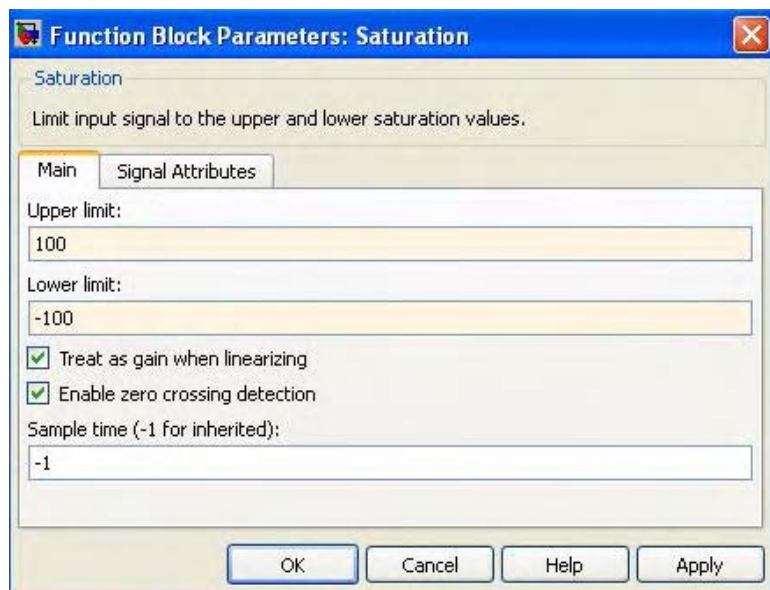 Function Block Parameters: Saturation
Saturation
Limit input signal to the upper and lower saturation values.
Main Signal Attributes
Upper limit:
100
Lower limit:
-100
Treat as gain when linearizing
Enable zero crossing detection
Sample time (-1 for inherited):
-1
OK Cancel Help Apply